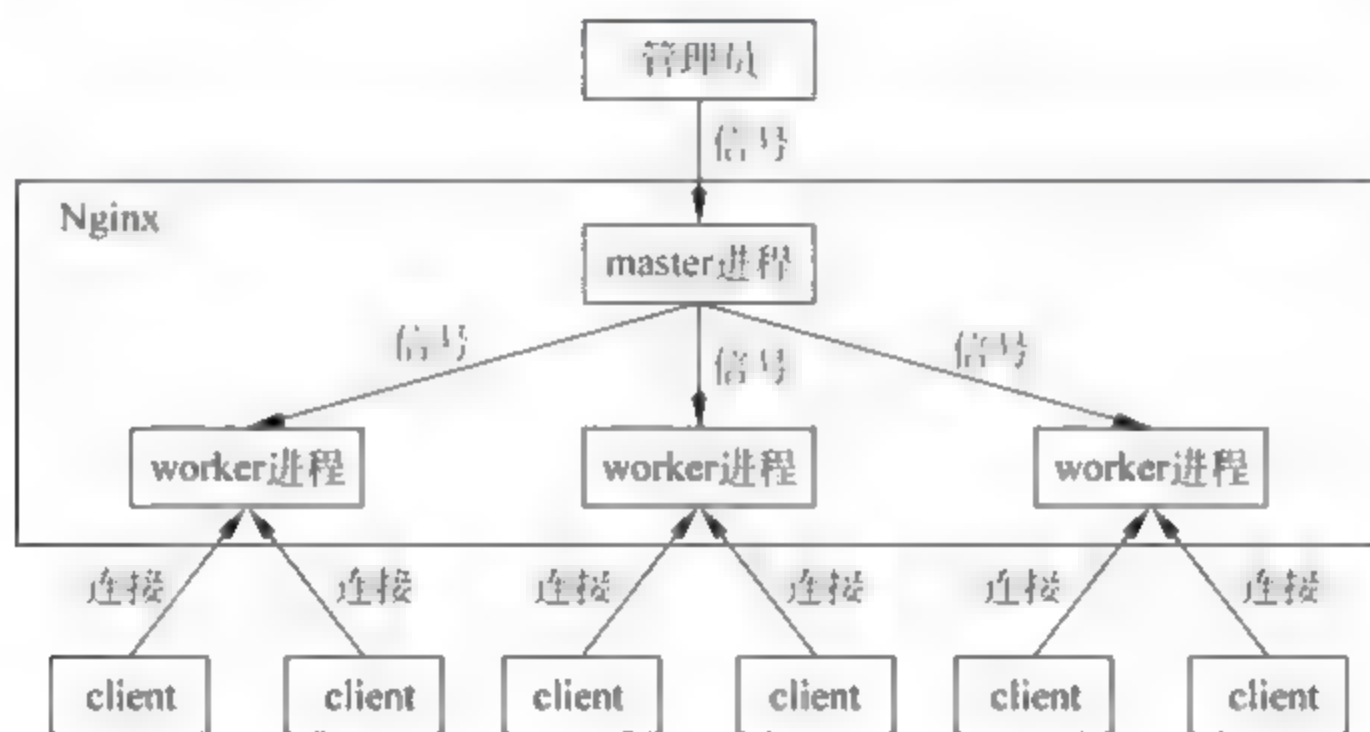 管理员
信号
Nginx
master进程
信号
信号
信号
worker进程
worker进程
worker进程
连接
连接
连接
连接
连接
连接
client
client
client
client
client
client